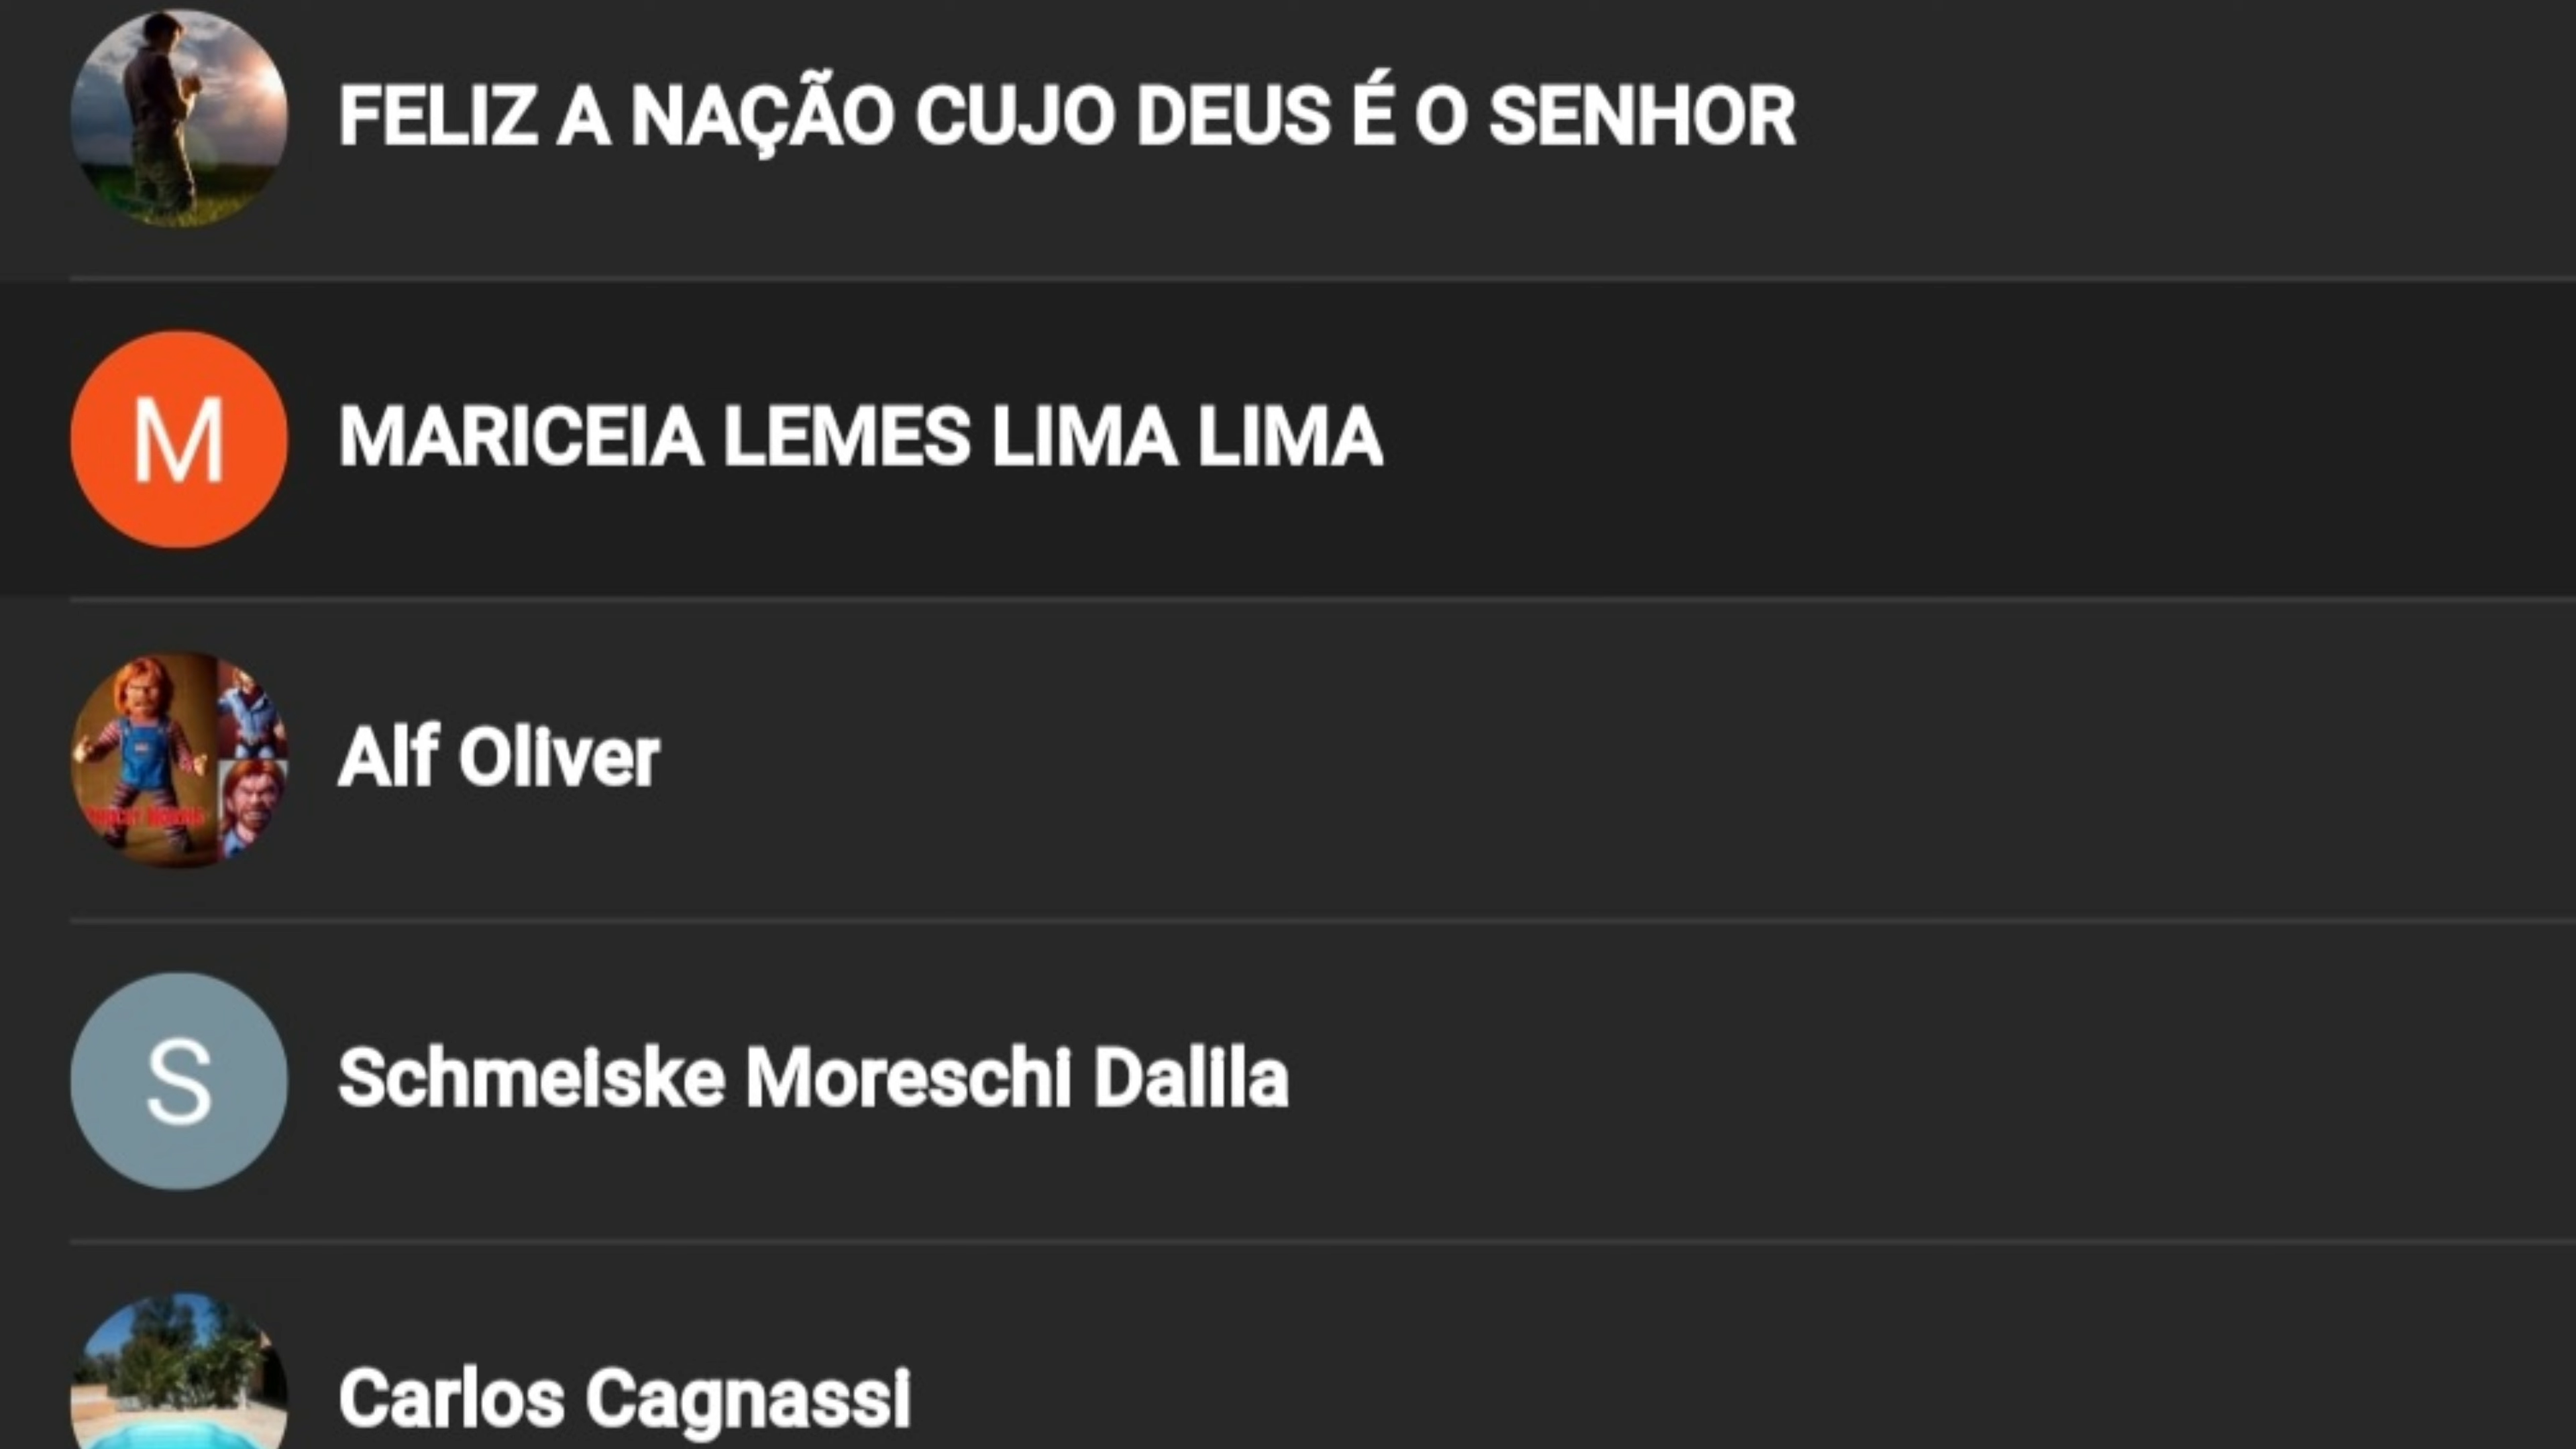 FELIZ A NAÇÃO CUJO DEUS É O SENHOR
M
MARICEIA LEMES LIMA LIMA
Alf Oliver
S
Schmeiske Moreschi Dalila
Carlos Cagnassi